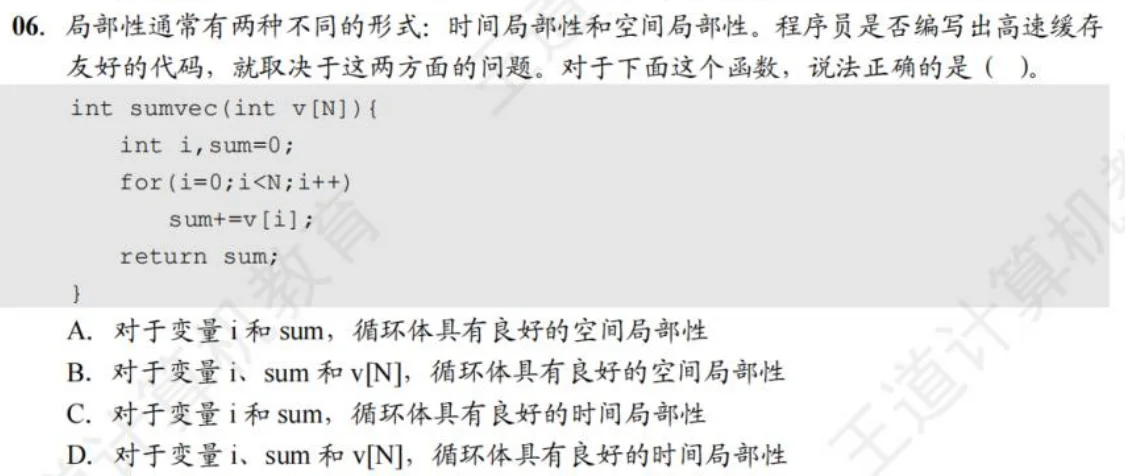 06. 局部性通常有两种不同的形式：时间局部性和空间局部性。程序员是否编写出高速缓存
友好的代码，就取决于这两方面的问题。对于下面这个函数，说法正确的是（ ）。
int sumvec(int v[N]){
int i,sum=0;
for(i=0;i<N;i++)
sum+=v[i];
return sum;
}
A. 对于变量 i 和 sum，循环体具有良好的空间局部性
B. 对于变量 i、sum 和 v[N]，循环体具有良好的空间局部性
C. 对于变量 i 和 sum，循环体具有良好的时间局部性
D. 对于变量 i、sum 和 v[N]，循环体具有良好的时间局部性